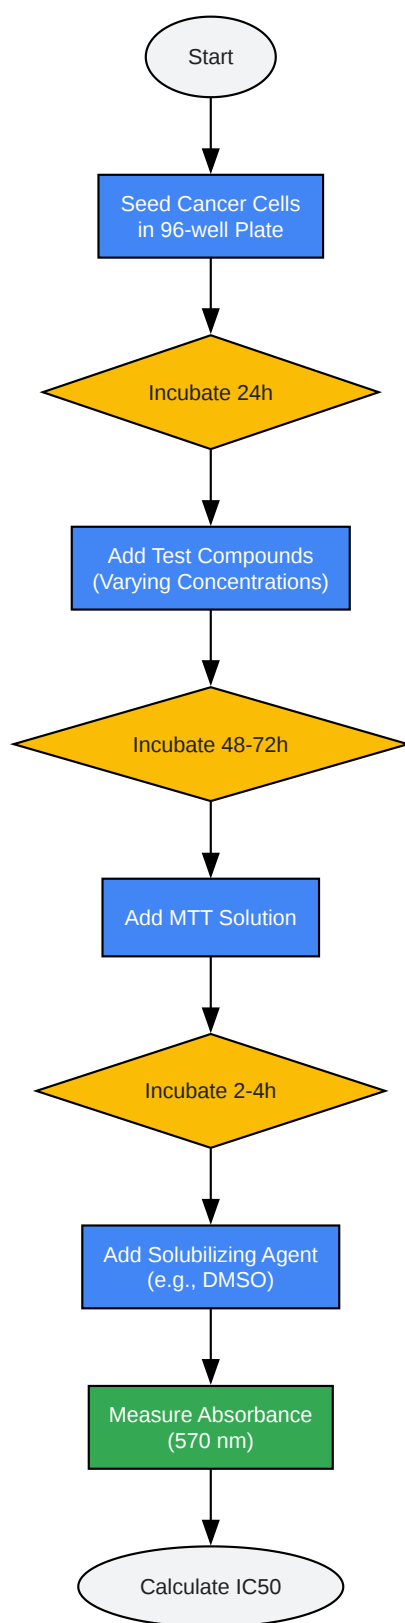 Start
Seed Cancer Cells
in 96-well Plate
Incubate 24h
Add Test Compounds
(Varying Concentrations)
Incubate 48-72h
Add MTT Solution
Incubate 2-4h
Add Solubilizing Agent
(e.g., DMSO)
Measure Absorbance
(570 nm)
Calculate IC50